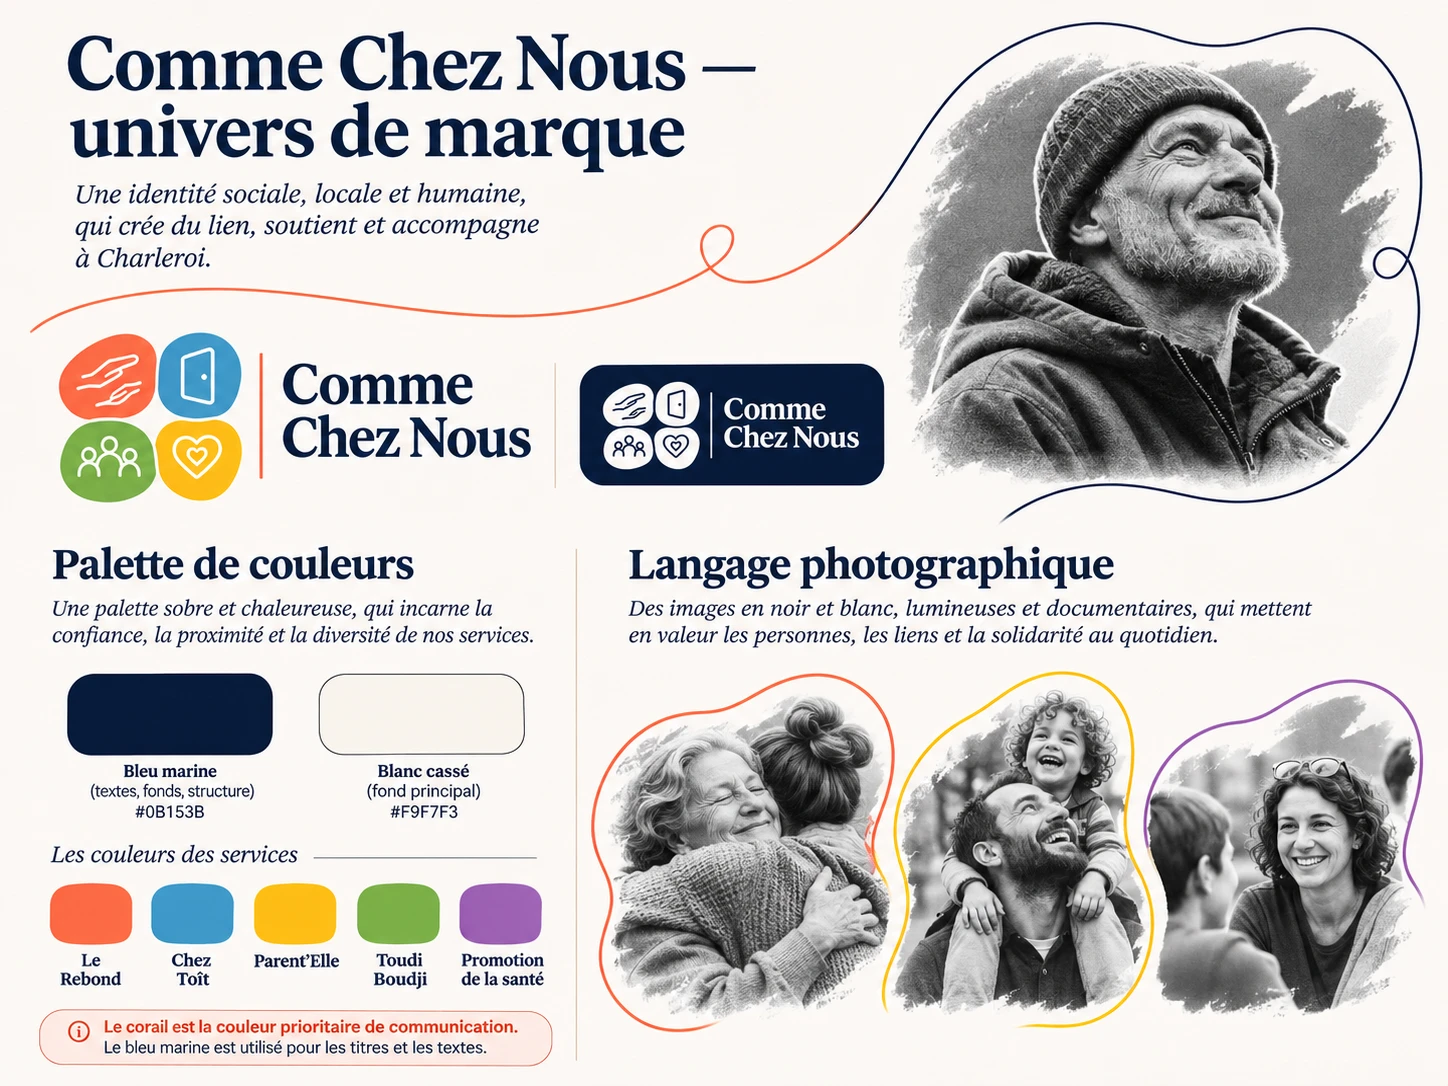 Comme Chez Nous —
univers de marque
Une identité sociale, locale et humaine,
qui crée du lien, soutient et accompagne
à Charleroi.
Comme
Chez Nous
Comme
Chez Nous
Palette de couleurs
Une palette sobre et chaleureuse, qui incarne la
confiance, la proximité et la diversité de nos services.
Bleu marine
(textes, fonds, structure)
#0B153B
Blanc cassé
(fond principal)
#F9F7F3
Les couleurs des services
Le
Rebond
Chez
Toît
Parent’Elle
Toudi
Boudji
Promotion
de la santé
Le corail est la couleur prioritaire de communication.
Le bleu marine est utilisé pour les titres et les textes.
Langage photographique
Des images en noir et blanc, lumineuses et documentaires, qui mettent
en valeur les personnes, les liens et la solidarité au quotidien.